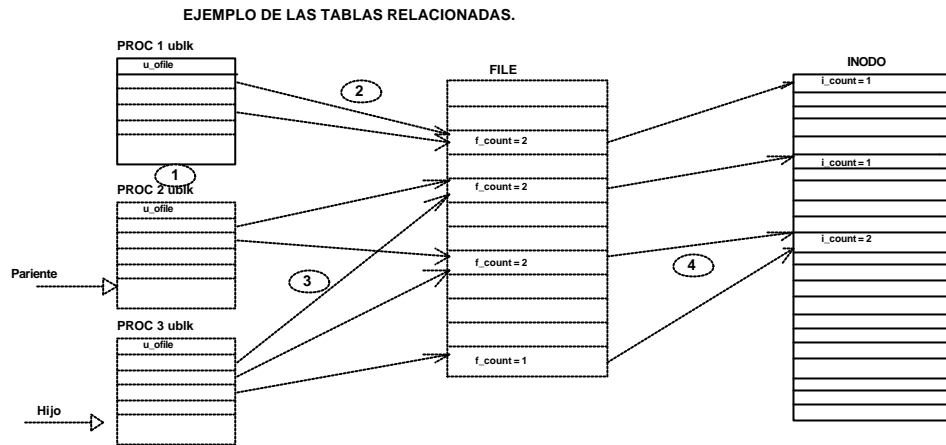 EJEMPLO DE LAS TABLAS RELACIONADAS.
PROC 1 ublk
u_ofile
FILE
INODO
i_count = 1
2
f_count = 2
i_count = 1
1
PROC 2 ublk
u_ofile
f_count = 2
i_count = 2
f_count = 2
4
Pariente
3
PROC 3 ublk
u_ofile
f_count = 1
Hijo